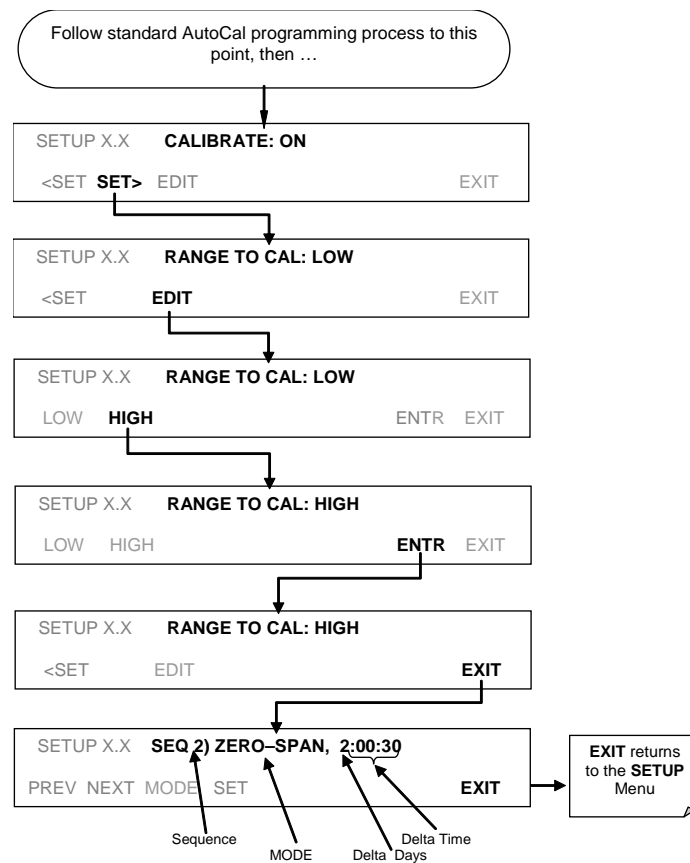 Follow standard AutoCal programming process to this
point, then …
SETUP X.X CALIBRATE: ON
<SET SET> EDIT EXIT
SETUP X.X RANGE TO CAL: LOW
<SET EDIT EXIT
SETUP X.X RANGE TO CAL: LOW
LOW HIGH ENTR EXIT
SETUP X.X RANGE TO CAL: HIGH
LOW HIGH ENTR EXIT
SETUP X.X RANGE TO CAL: HIGH
<SET EDIT EXIT
SETUP X.X SEQ 2) ZERO–SPAN, 2:00:30
PREV NEXT MODE SET EXIT
EXIT returns
to the SETUP
Menu
Sequence
MODE
Delta Days
Delta Time